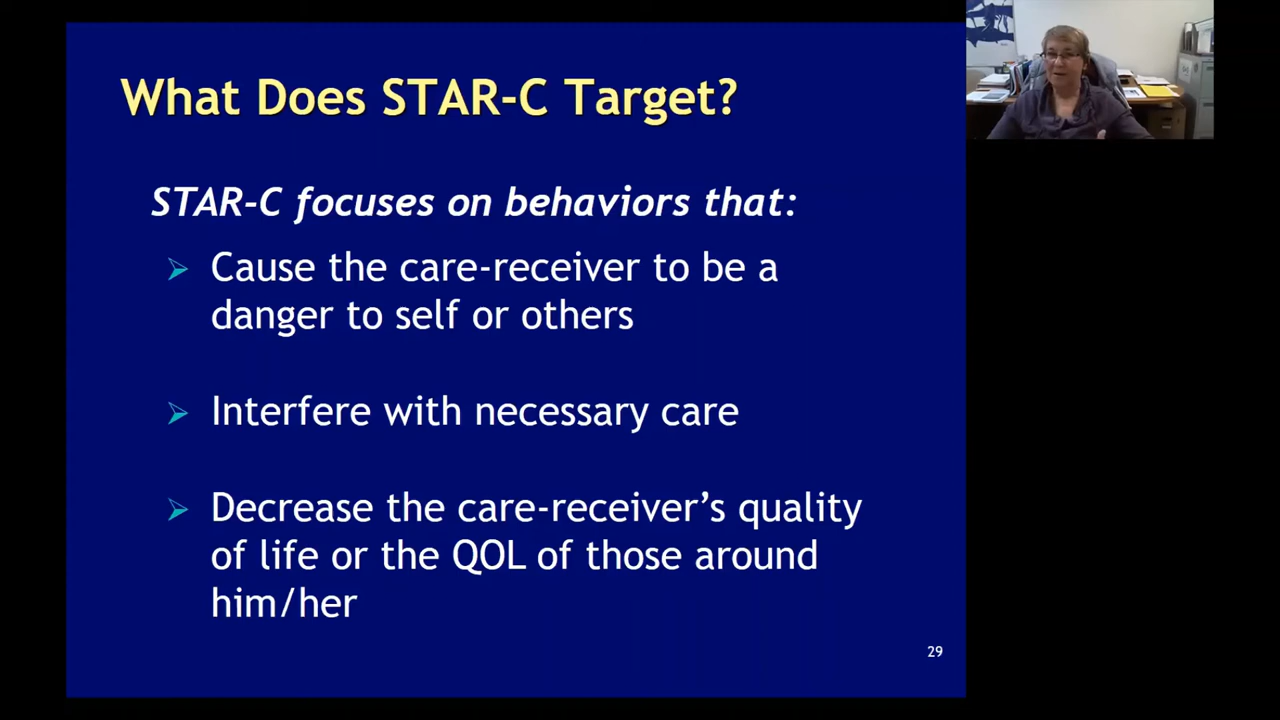 What Does STAR-C Target?
STAR-C focuses on behaviors that:
Cause the care-receiver to be a
danger to self or others
Interfere with necessary care
Decrease the care-receiver’s quality
of life or the QOL of those around
him/her
29